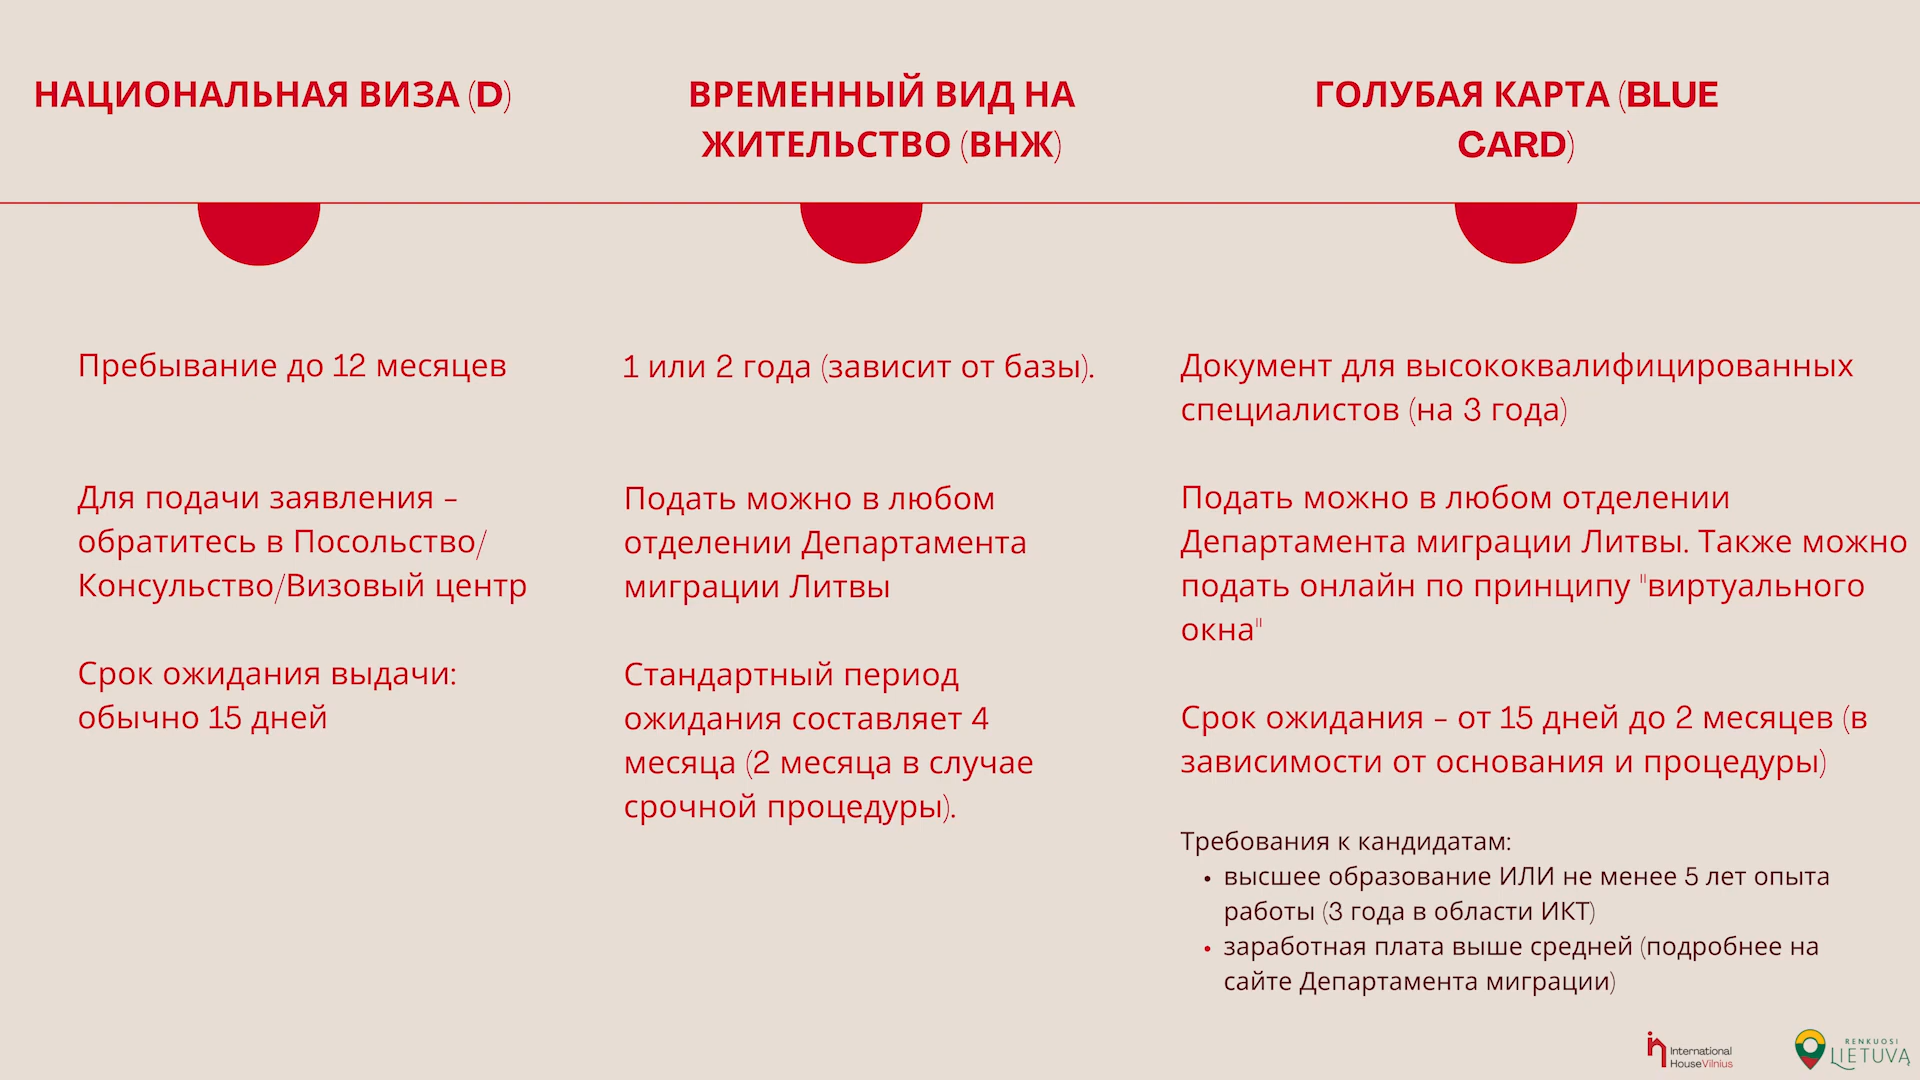 НАЦИОНАЛЬНАЯ ВИЗА (D)
ВРЕМЕННЫЙ ВИД НА
ЖИТЕЛЬСТВО (ВНЖ)
ГОЛУБАЯ КАРТА (BLUE
CARD)
Пребывание до 12 месяцев
Для подачи заявления –
обратитесь в Посольство/
Консульство/Визовый центр
Срок ожидания выдачи:
обычно 15 дней
1 или 2 года (зависит от базы).
Подать можно в любом
отделении Департамента
миграции Литвы
Стандартный период
ожидания составляет 4
месяца (2 месяца в случае
срочной процедуры).
Документ для высококвалифицированных
специалистов (на 3 года)
Подать можно в любом отделении
Департамента миграции Литвы. Также можно
подать онлайн по принципу "виртуального
окна"
Срок ожидания – от 15 дней до 2 месяцев (в
зависимости от основания и процедуры)
Требования к кандидатам:
• высшее образование ИЛИ не менее 5 лет опыта
работы (3 года в области ИКТ)
• заработная плата выше средней (подробнее на
сайте Департамента миграции)
International
House Vilnius
RENKUOSI
LIETUVĄ